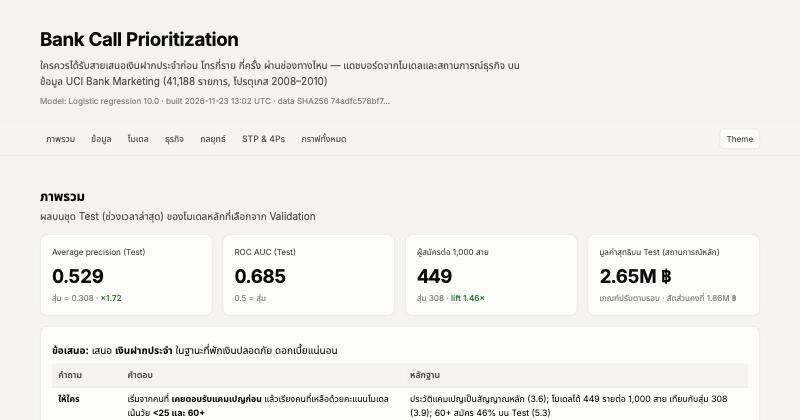 Bank Call Prioritization
ใครควรได้รับสายเสนอเงินฝากประจำก่อน โทรกี่ราย กี่ครั้ง ผ่านช่องทางไหน — แดชบอร์ดจากโมเดลและสถานการณ์ธุรกิจ บน
ข้อมูล UCI Bank Marketing (41,188 รายการ, โปรตุเกส 2008–2010)
Model: Logistic regression 10.0 · built 2026-11-23 13:02 UTC · data SHA256 74adfc578bf7…
ภาพรวม ข้อมูล โมเดล ธุรกิจ กลยุทธ์ STP & 4Ps กราฟทั้งหมด Theme
ภาพรวม
ผลบนชุด Test (ช่วงเวลาล่าสุด) ของโมเดลหลักที่เลือกจาก Validation
Average precision (Test) ROC AUC (Test) ผู้สมัครต่อ 1,000 สาย มูลค่าสุทธิบน Test (สถานการณ์หลัก)
0.529 0.685 449 2.65M ฿
สุ่ม = 0.308 · ×1.72 0.5 = สุ่ม สุ่ม 308 · lift 1.46× เกณฑ์ปรับตามรอบ · สัดส่วนคงที่ 1.86M ฿
ข้อเสนอ: เสนอ เงินฝากประจำ ในฐานะที่พักเงินปลอดภัย ดอกเบี้ยแน่นอน
คำถาม คำตอบ หลักฐาน
ให้ใคร เริ่มจากคนที่ เคยตอบรับแคมเปญก่อน แล้วเรียงคนที่เหลือด้วยคะแนนโมเดล ประวัติแคมเปญเป็นสัญญาณหลัก (3.6); โมเดลได้ 449 รายต่อ 1,000 สาย เทียบกับสุ่ม 308
เน้นวัย <25 และ 60+ (3.9); 60+ สมัคร 46% บน Test (5.3)